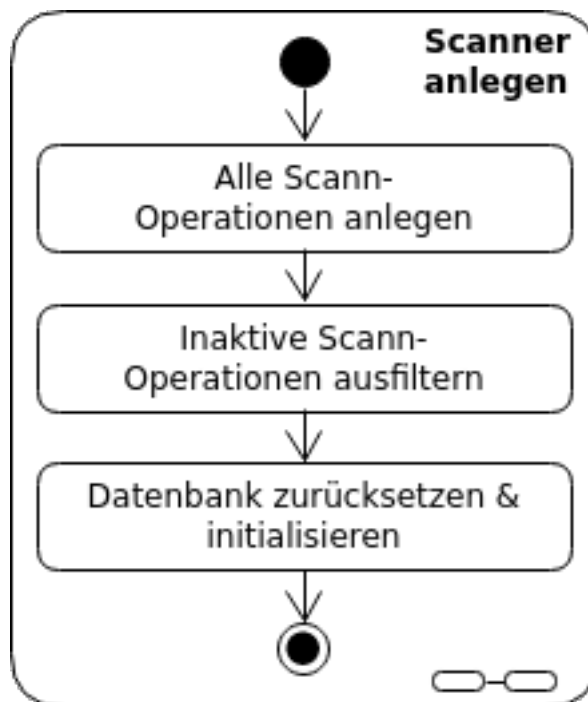 Scanner
anlegen
Alle Scann-
Operationen anlegen
Inaktive Scann-
Operationen ausfiltern
Datenbank zurücksetzen &
initialisieren